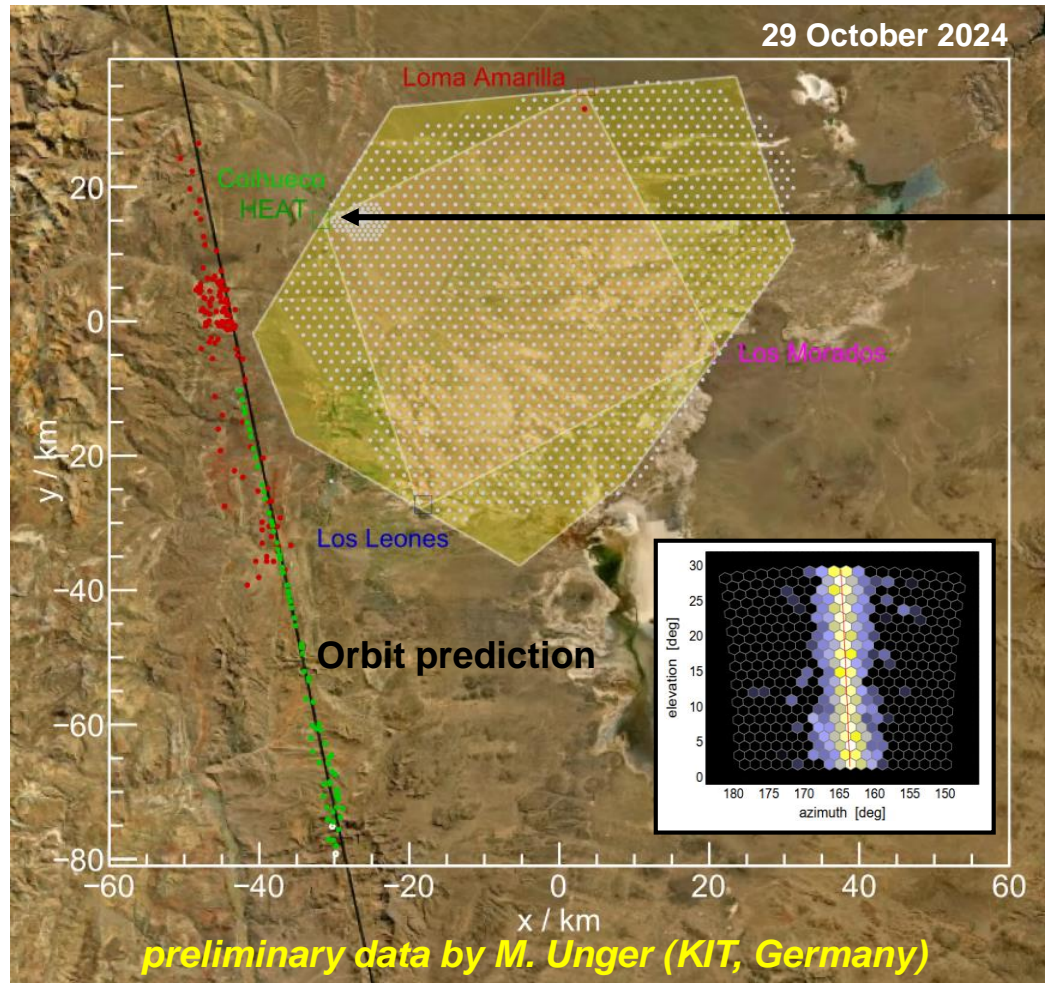 29 October 2024
Loma Amarilla
Coihueco
HEAT
20
0
−20
−40
−60
−80
y / km
Los Morados
Los Leones
Orbit prediction
30
25
20
15
10
5
0
elevation [deg]
180 175 170 165 160 155 150
azimuth [deg]
−60 −40 −20 0 20 40 60
x / km
preliminary data by M. Unger (KIT, Germany)